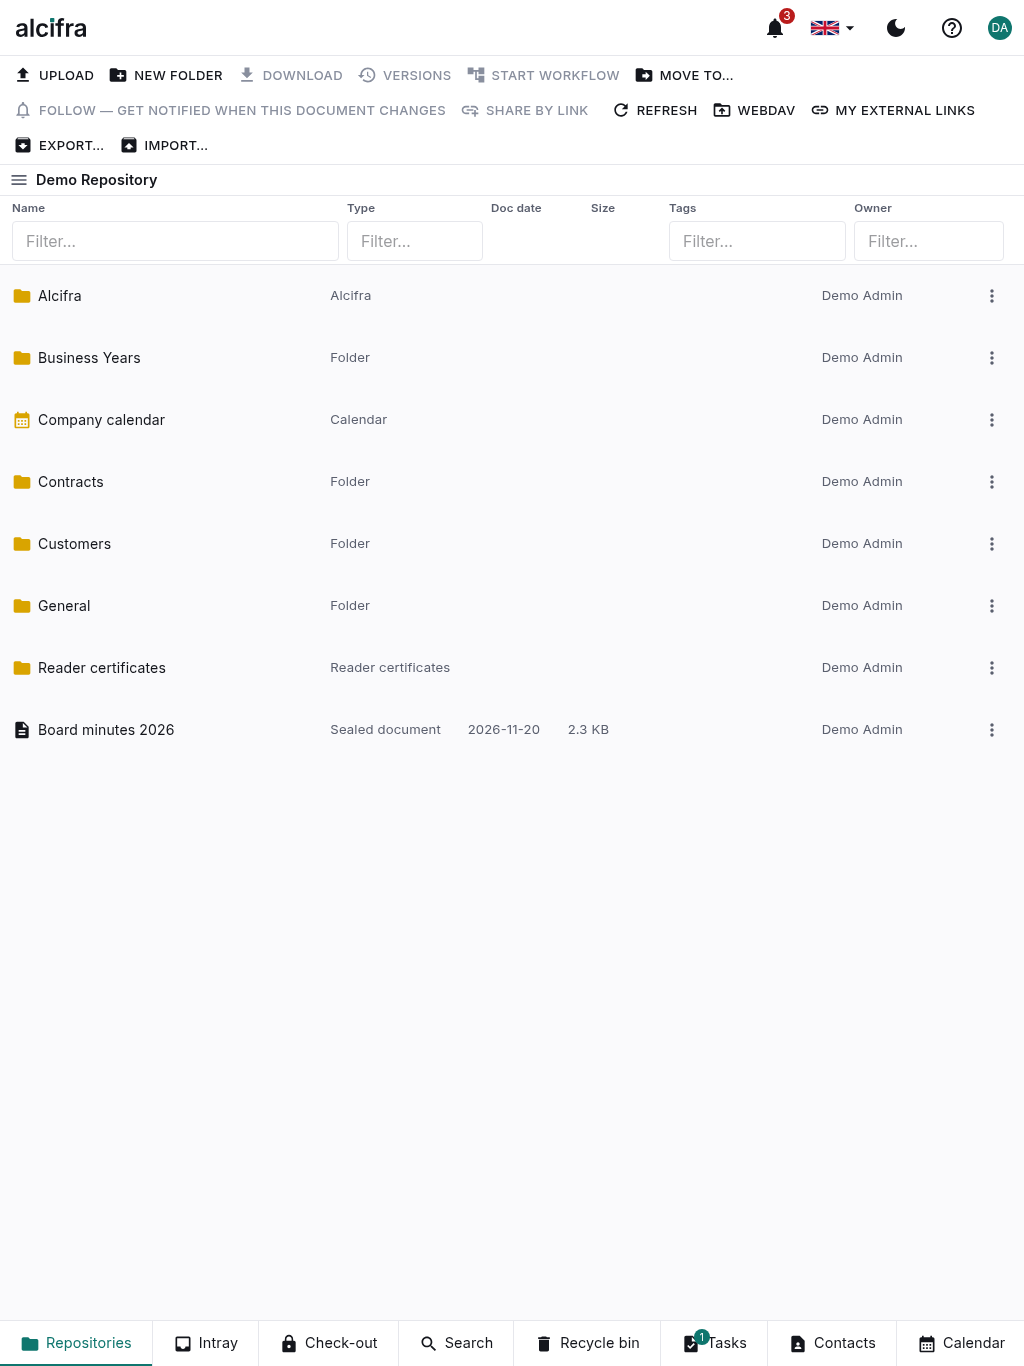 alcifra
3
DA
UPLOAD NEW FOLDER DOWNLOAD VERSIONS START WORKFLOW MOVE TO...
FOLLOW — GET NOTIFIED WHEN THIS DOCUMENT CHANGES SHARE BY LINK REFRESH WEBDAV MY EXTERNAL LINKS
EXPORT... IMPORT...
Demo Repository
Name Type Doc date Size Tags Owner
Filter... Filter... Filter... Filter...
Alcifra Alcifra Demo Admin
Business Years Folder Demo Admin
Company calendar Calendar Demo Admin
Contracts Folder Demo Admin
Customers Folder Demo Admin
General Folder Demo Admin
Reader certificates Reader certificates Demo Admin
Board minutes 2026 Sealed document 2026-11-20 2.3 KB Demo Admin
Repositories Intray Check-out Search Recycle bin 1 Tasks Contacts Calendar